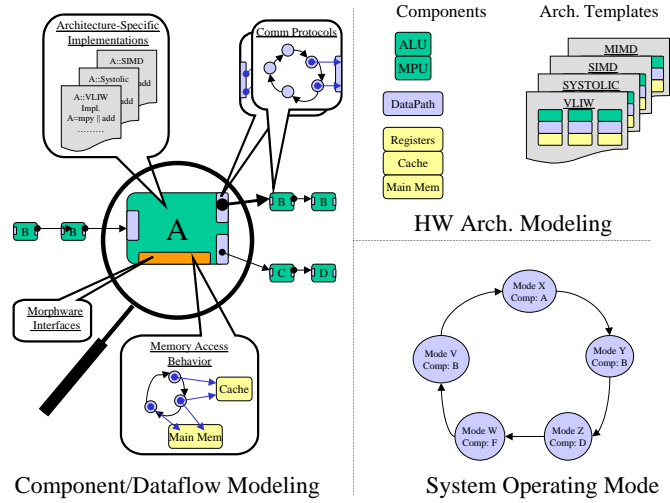 Architecture-Specific
Implementations
A::SIMD
A::Systolic
add
A::VLIW
Impl.
add
A=mpy || add
.........
Comm Protocols
A
B
B
B
B
C
D
Morphware
Interfaces
Memory Access
Behavior
Cache
Main Mem
Component/Dataflow Modeling
Components
ALU
MPU
DataPath
Registers
Cache
Main Mem
Arch. Templates
MIMD
SIMD
SYSTOLIC
VLIW
HW Arch. Modeling
Mode X
Comp: A
Mode Y
Comp: B
Mode Z
Comp: D
Mode W
Comp: F
Mode V
Comp: B
System Operating Mode